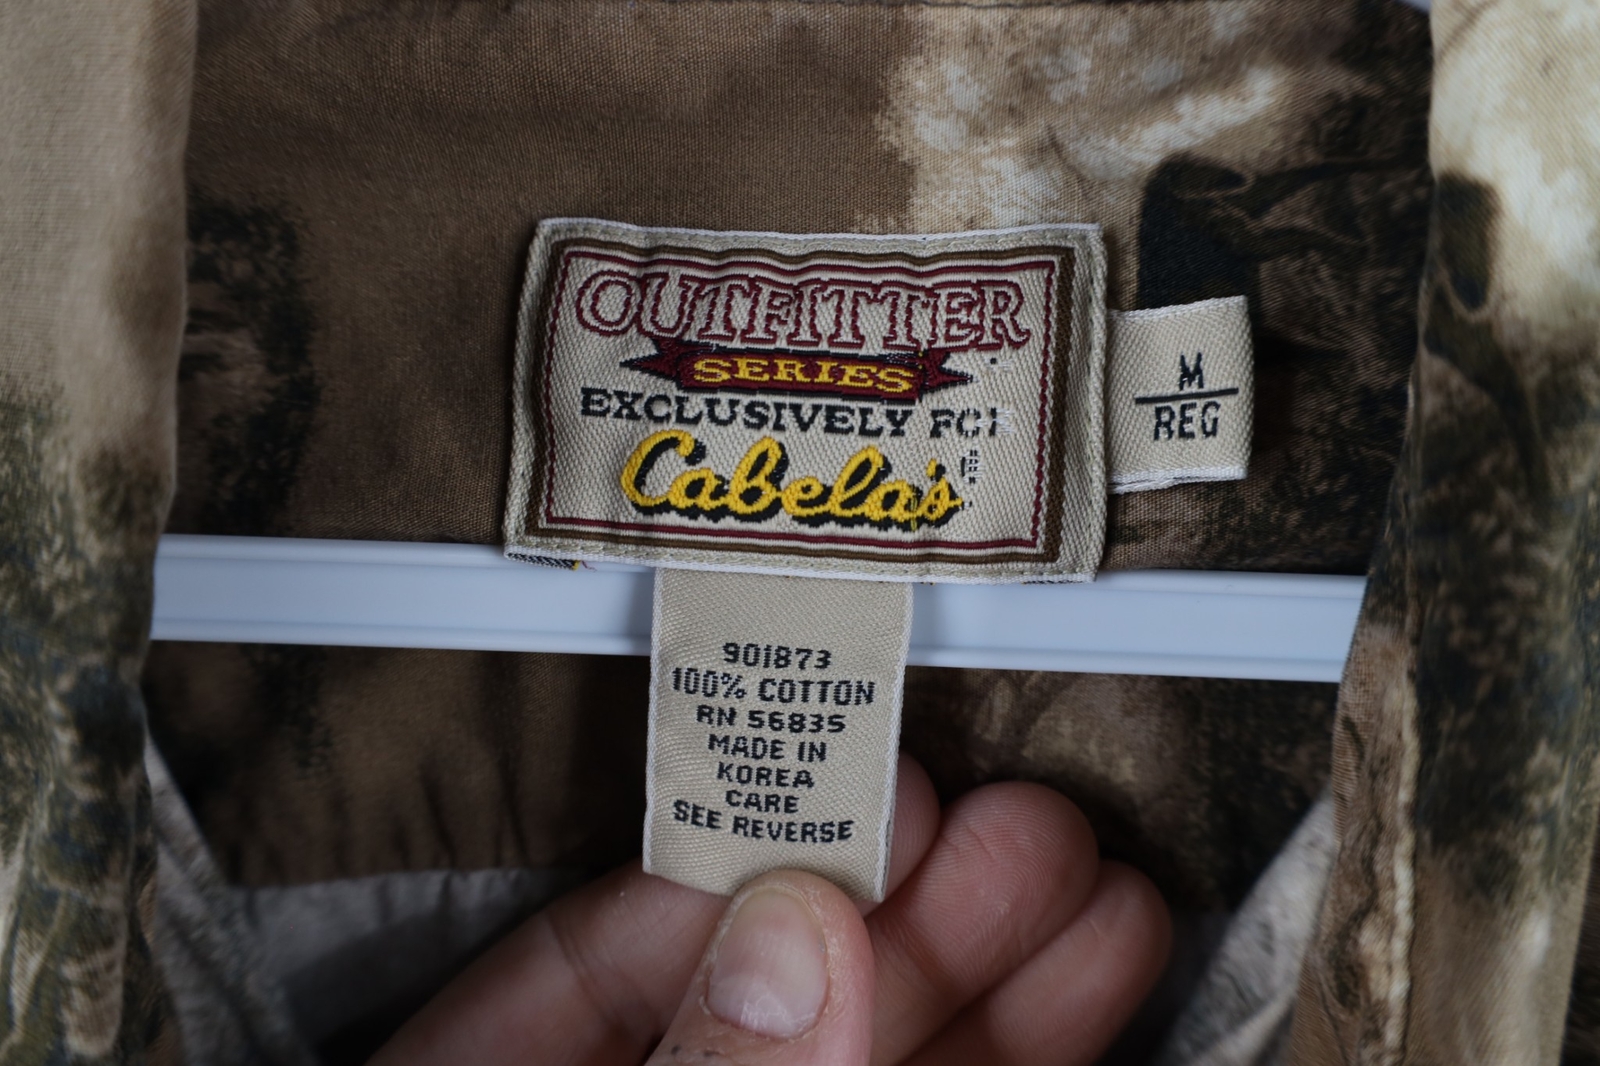 OUTFITTER
SERIES
EXCLUSIVELY FOR
Cabela's
M
REG
901873
100% COTTON
RN 56835
MADE IN
KOREA
CARE
SEE REVERSE